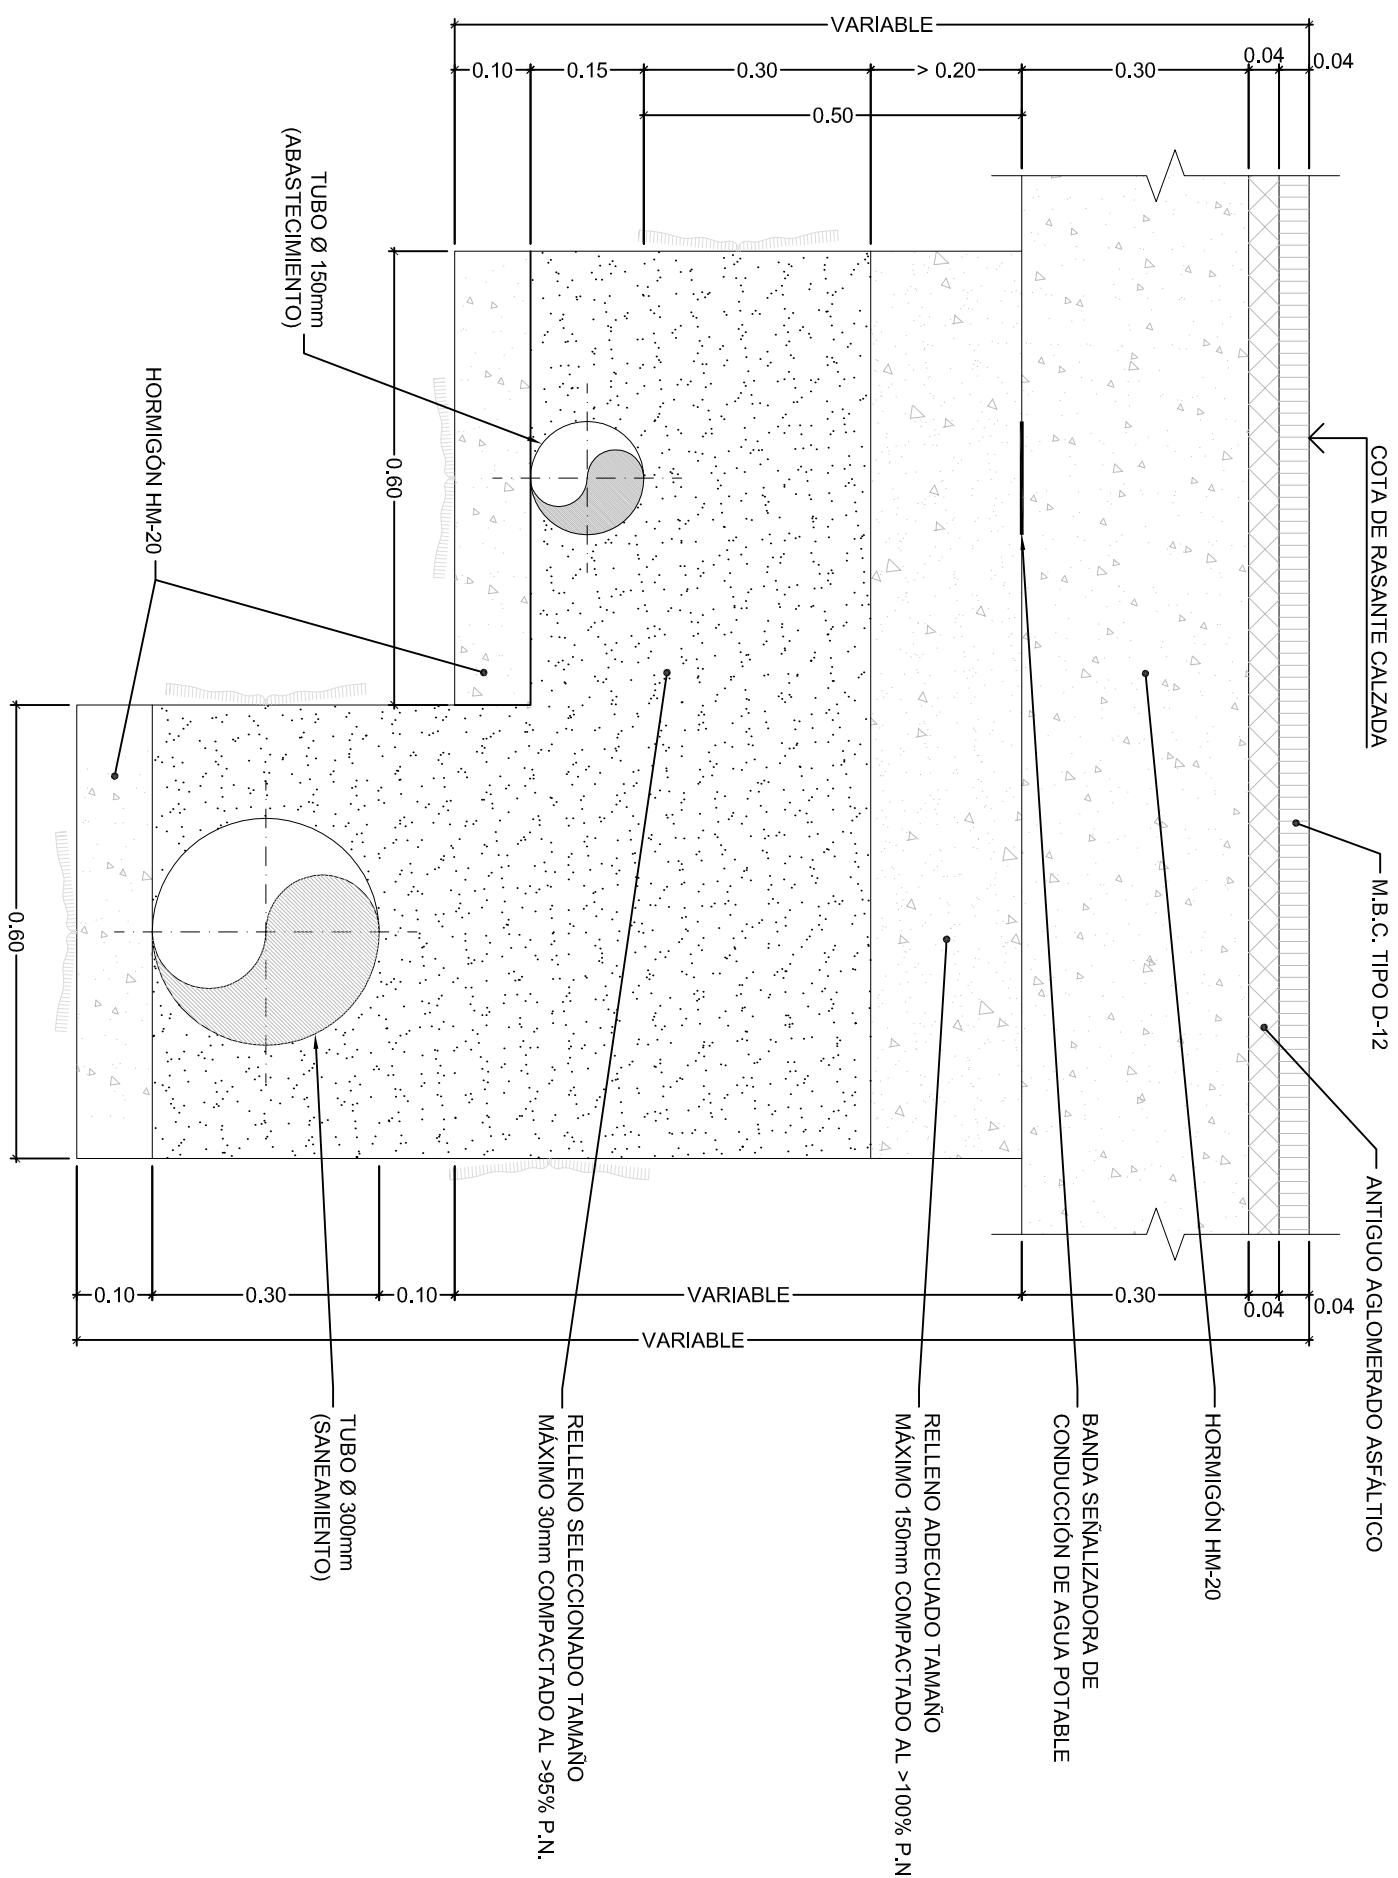 COTA DE RASANTE CALZADA
M.B.C. TIPO D-12
ANTIGUO AGLOMERADO ASFÁLTICO
HORMIGÓN HM-20
BANDA SEÑALIZADORA DE
CONDUCCIÓN DE AGUA POTABLE
RELLENO ADECUADO TAMAÑO
MÁXIMO 150mm COMPACTADO AL >100% P.N
RELLENO SELECCIONADO TAMAÑO
MÁXIMO 30mm COMPACTADO AL >95% P.N.
TUBO Ø 300mm
(SANEAMIENTO)
TUBO Ø 150mm
(ABASTECIMIENTO)
HORMIGÓN HM-20
VARIABLE
0.04
0.04
0.30
> 0.20
0.30
0.15
0.10
0.50
0.60
0.60
0.04
0.04
0.30
VARIABLE
0.10
0.30
0.10
VARIABLE